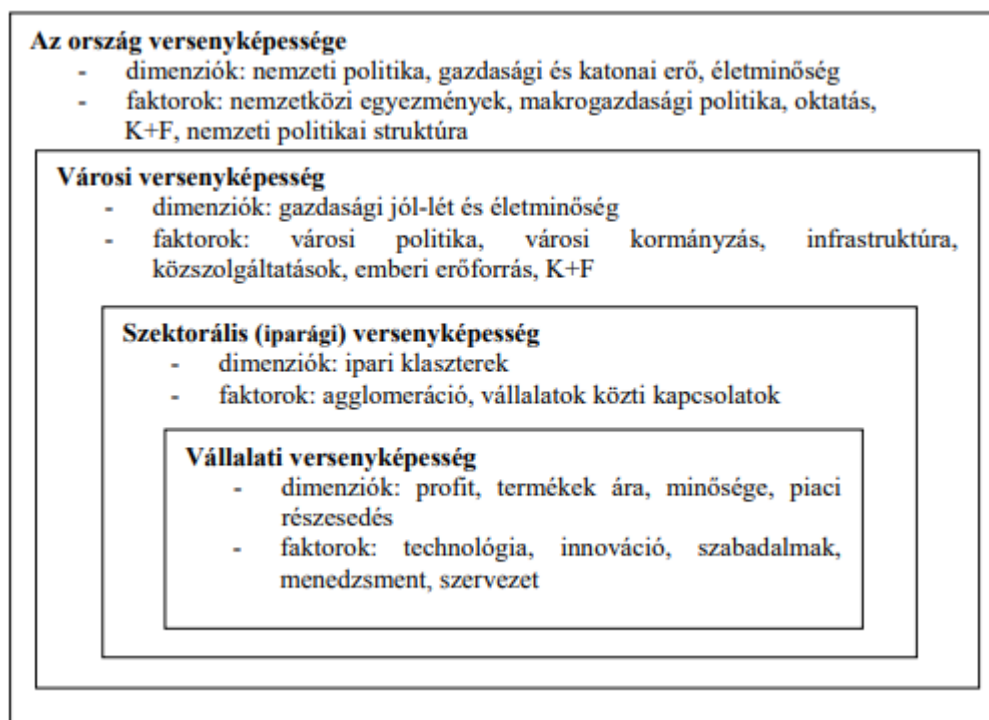 Az ország versenyképessége
- dimenziók: nemzeti politika, gazdasági és katonai erő, életminőség
- faktorok: nemzetközi egyezmények, makrogazdasági politika, oktatás,
K+F, nemzeti politikai struktúra
Városi versenyképesség
- dimenziók: gazdasági jól-lét és életminőség
- faktorok: városi politika, városi kormányzás, infrastruktúra,
közszolgáltatások, emberi erőforrás, K+F
Szektorális (iparági) versenyképesség
- dimenziók: ipari klaszterek
- faktorok: agglomeráció, vállalatok közti kapcsolatok
Vállalati versenyképesség
- dimenziók: profit, termékek ára, minősége, piaci
részesedés
- faktorok: technológia, innováció, szabadalmak,
menedzsment, szervezet